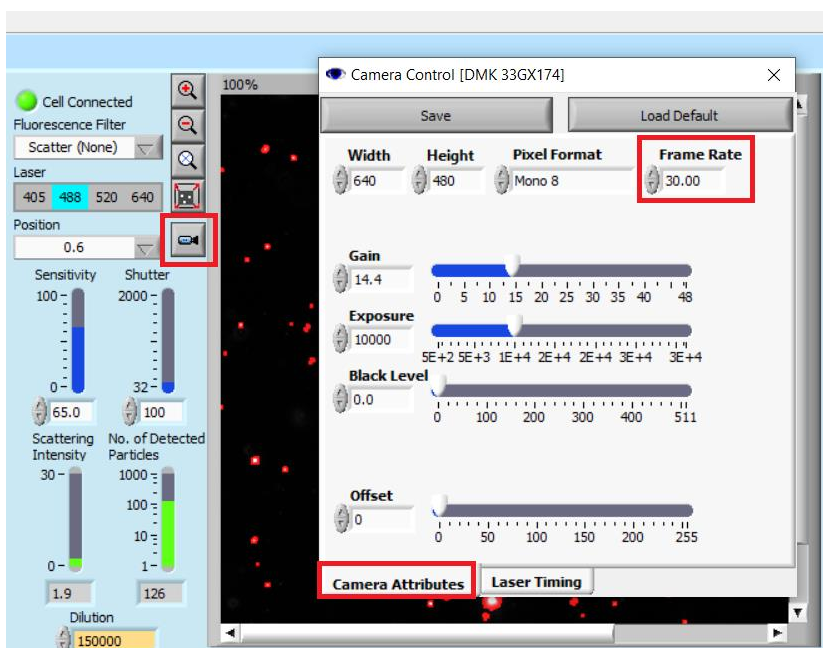 Camera Control [DMK 33GX174]
Cell Connected
100%
Save
Load Default
Fluorescence Filter
Scatter (None)
Width
Height
Pixel Format
Frame Rate
640
480
Mono 8
30.00
Laser
405 488 520 640
Position
0.6
Gain
14.4
0 5 10 15 20 25 30 35 40 48
Sensitivity
Shutter
100
2000
0
32
65.0
100
Exposure
10000
5E+2 5E+3 1E+4 2E+4 2E+4 3E+4 3E+4
Black Level
0.0
0 100 200 300 400 511
Scattering
Intensity
No. of Detected
Particles
30
0
1000
100
10
1
1.9
126
Offset
0
0 50 100 150 200 255
Camera Attributes
Laser Timing
Dilution
150000